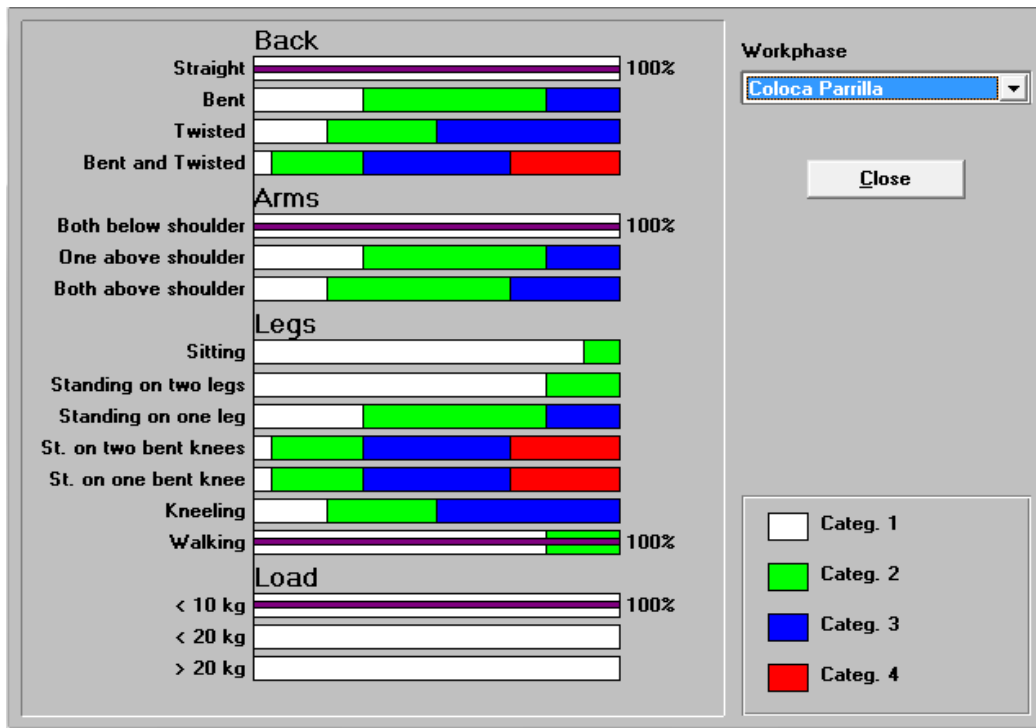 Back
Straight 100%
Bent
Twisted
Bent and Twisted
Arms
Both below shoulder 100%
One above shoulder
Both above shoulder
Legs
Sitting
Standing on two legs
Standing on one leg
St. on two bent knees
St. on one bent knee
Kneeling
Walking 100%
Load
< 10 kg 100%
< 20 kg
> 20 kg
Workphase
Coloca Parrilla
Close
Categ. 1
Categ. 2
Categ. 3
Categ. 4